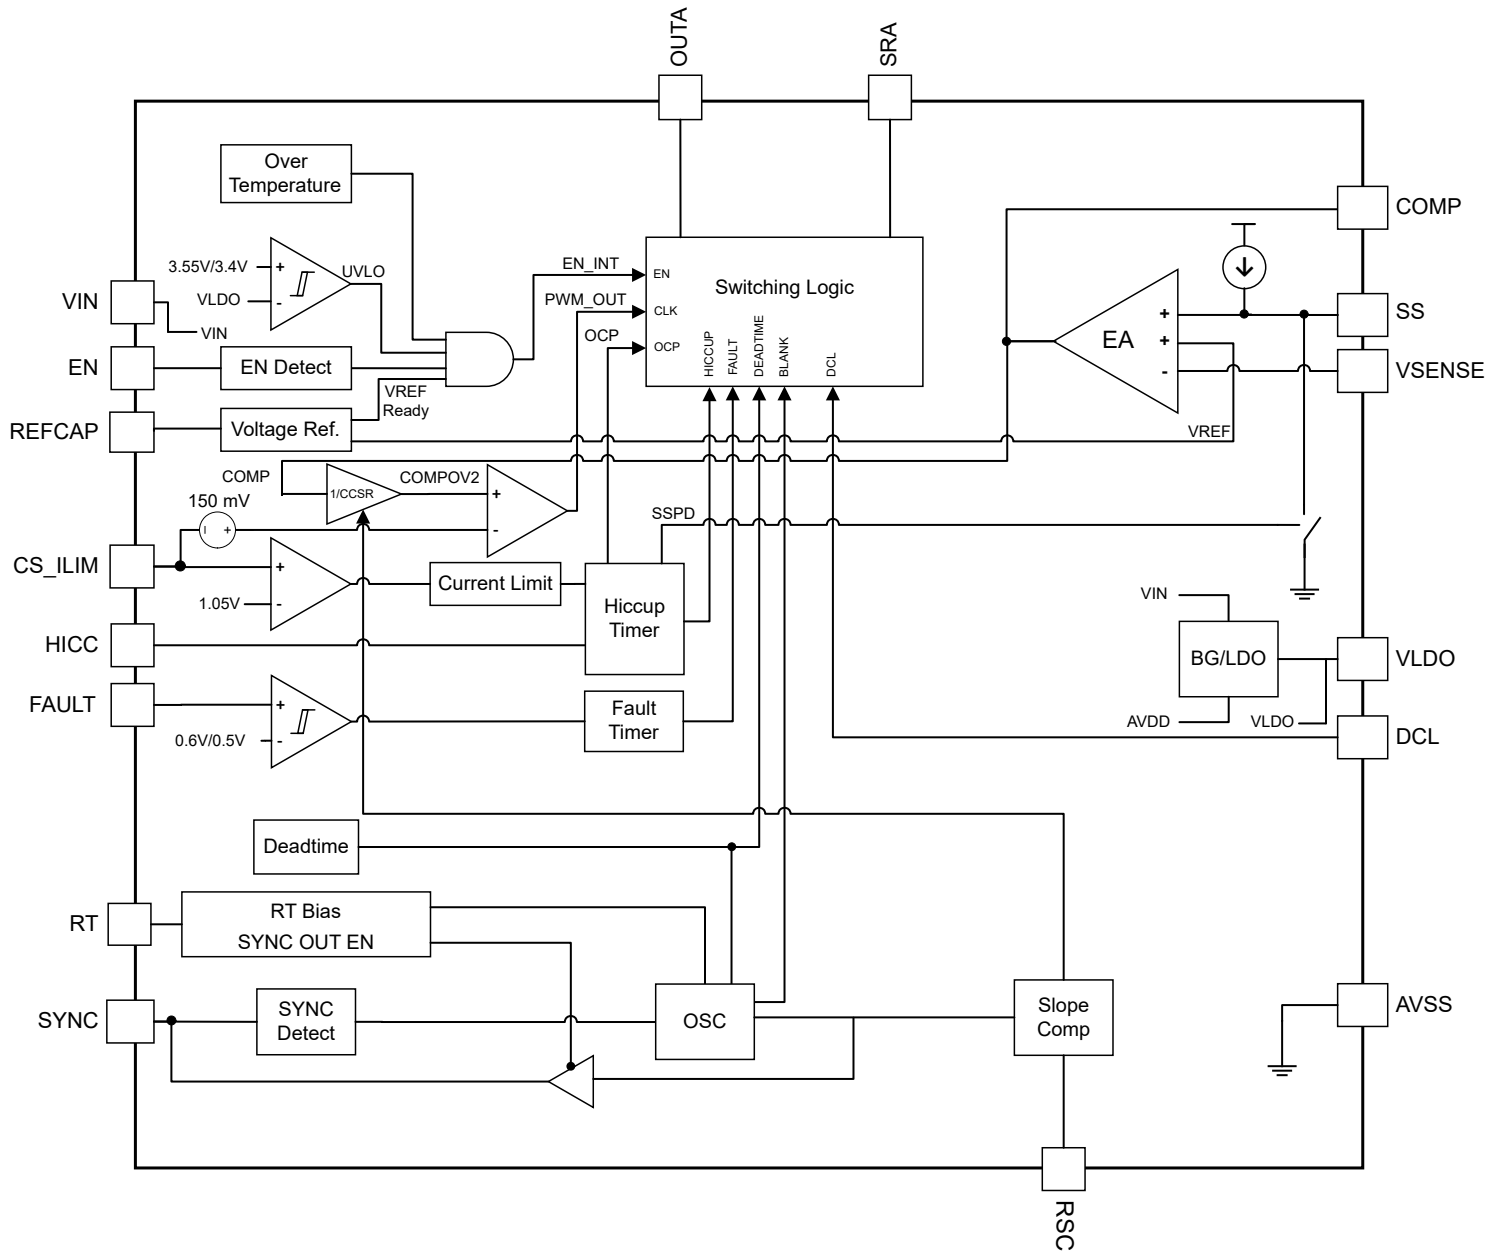 OUTA
SRA
Over
Temperature
COMP
3.55V/3.4V
+
UVLO
VLDO
-
VIN
VIN
EN_INT
EN
Switching Logic
PWM_OUT
CLK
OCP
OCP
HICCUP
FAULT
DEADTIME
BLANK
DCL
EA
+
+
-
SS
VSENSE
EN
EN Detect
VREF
Ready
REFCAP
Voltage Ref.
VREF
COMP
1/CCSR
COMPOV2
+
-
150 mV
+
SSPD
CS_ILIM
+
1.05V
-
Current Limit
Hiccup
Timer
HICC
VIN
BG/LDO
VLDO
AVDD
VLDO
FAULT
+
0.6V/0.5V
-
Fault
Timer
DCL
Deadtime
RT
RT Bias
SYNC OUT EN
SYNC
SYNC
Detect
OSC
Slope
Comp
AVSS
RSC